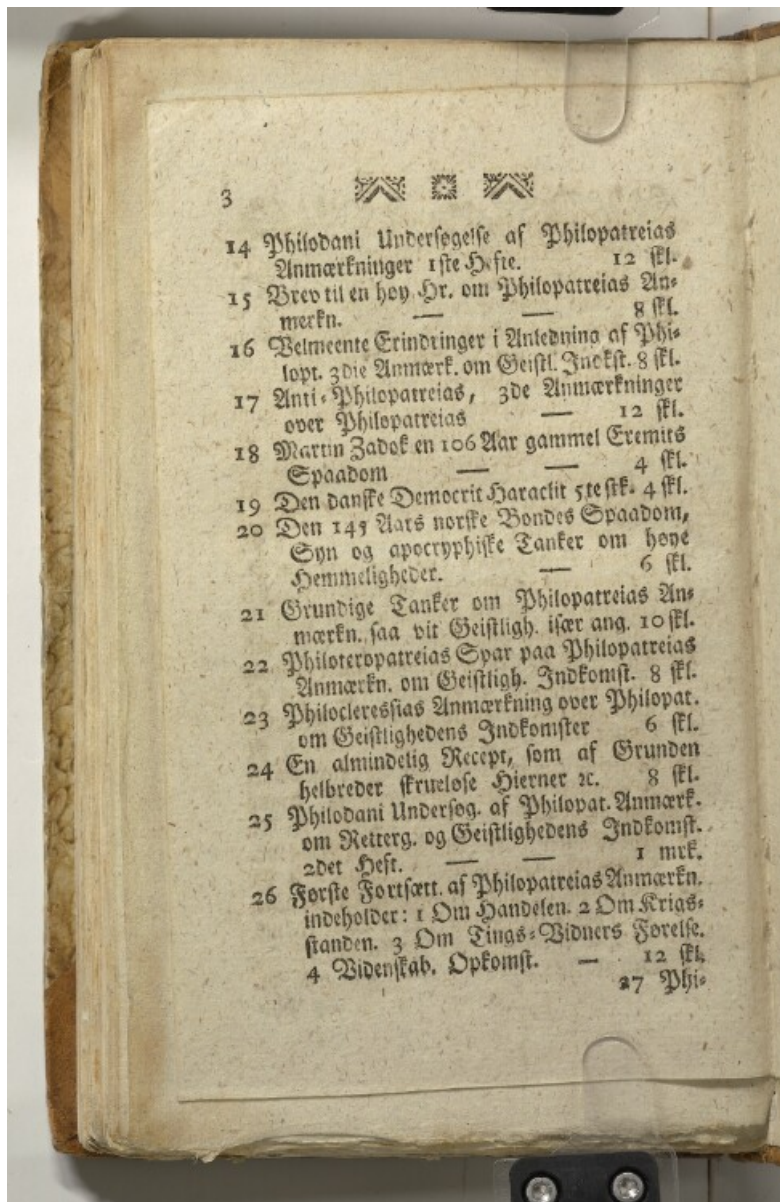 3
14 Philodani Undersøgelse af Philopatreias
Anmærkninger 1ste Hefte. 12 skl.
15 Brev til en høy Hr. om Philopatreias An=
merkn. — — 8 skl.
16 Velmeente Erindringer i Anledning af Phi=
lopt. 3die Anmærk. om Geistl. Indkst. 8 skl.
17 Anti=Philopatreias, 3de Anmærkninger
over Philopatreias — 12 skl.
18 Martin Zadok en 106 Aar gammel Eremits
Spaadom — — 4 skl.
19 Den danske Democrit Haraclit 5te stk. 4 skl.
20 Den 145 Aars norske Bondes Spaadom,
Syn og apocryphiske Tanker om høye
Hemmeligheder. — 6 skl.
21 Grundige Tanker om Philopatreias An=
mærkn. saa vit Geistligh. især ang. 10 skl.
22 Philoteropatreias Svar paa Philopatreias
Anmærkn. om Geistligh. Indkomst. 8 skl.
23 Philocleressias Anmærkning over Philopat.
om Geistlighedens Indkomster 6 skl.
24 En almindelig Recept, som af Grunden
helbreder skrueløse Hierner ꝛc. 8 skl.
25 Philodani Undersøg. af Philopat. Anmærk.
om Retterg. og Geistlighedens Indkomst.
2det Heft. — — 1 mrk.
26 Første Fortsætt. af Philopatreias Anmærkn.
indeholder: 1 Om Handelen. 2 Om Krigs=
standen. 3 Om Tings=Vidners Førelse.
4 Videnskab. Opkomst. — 12 skl.
27 Phi=